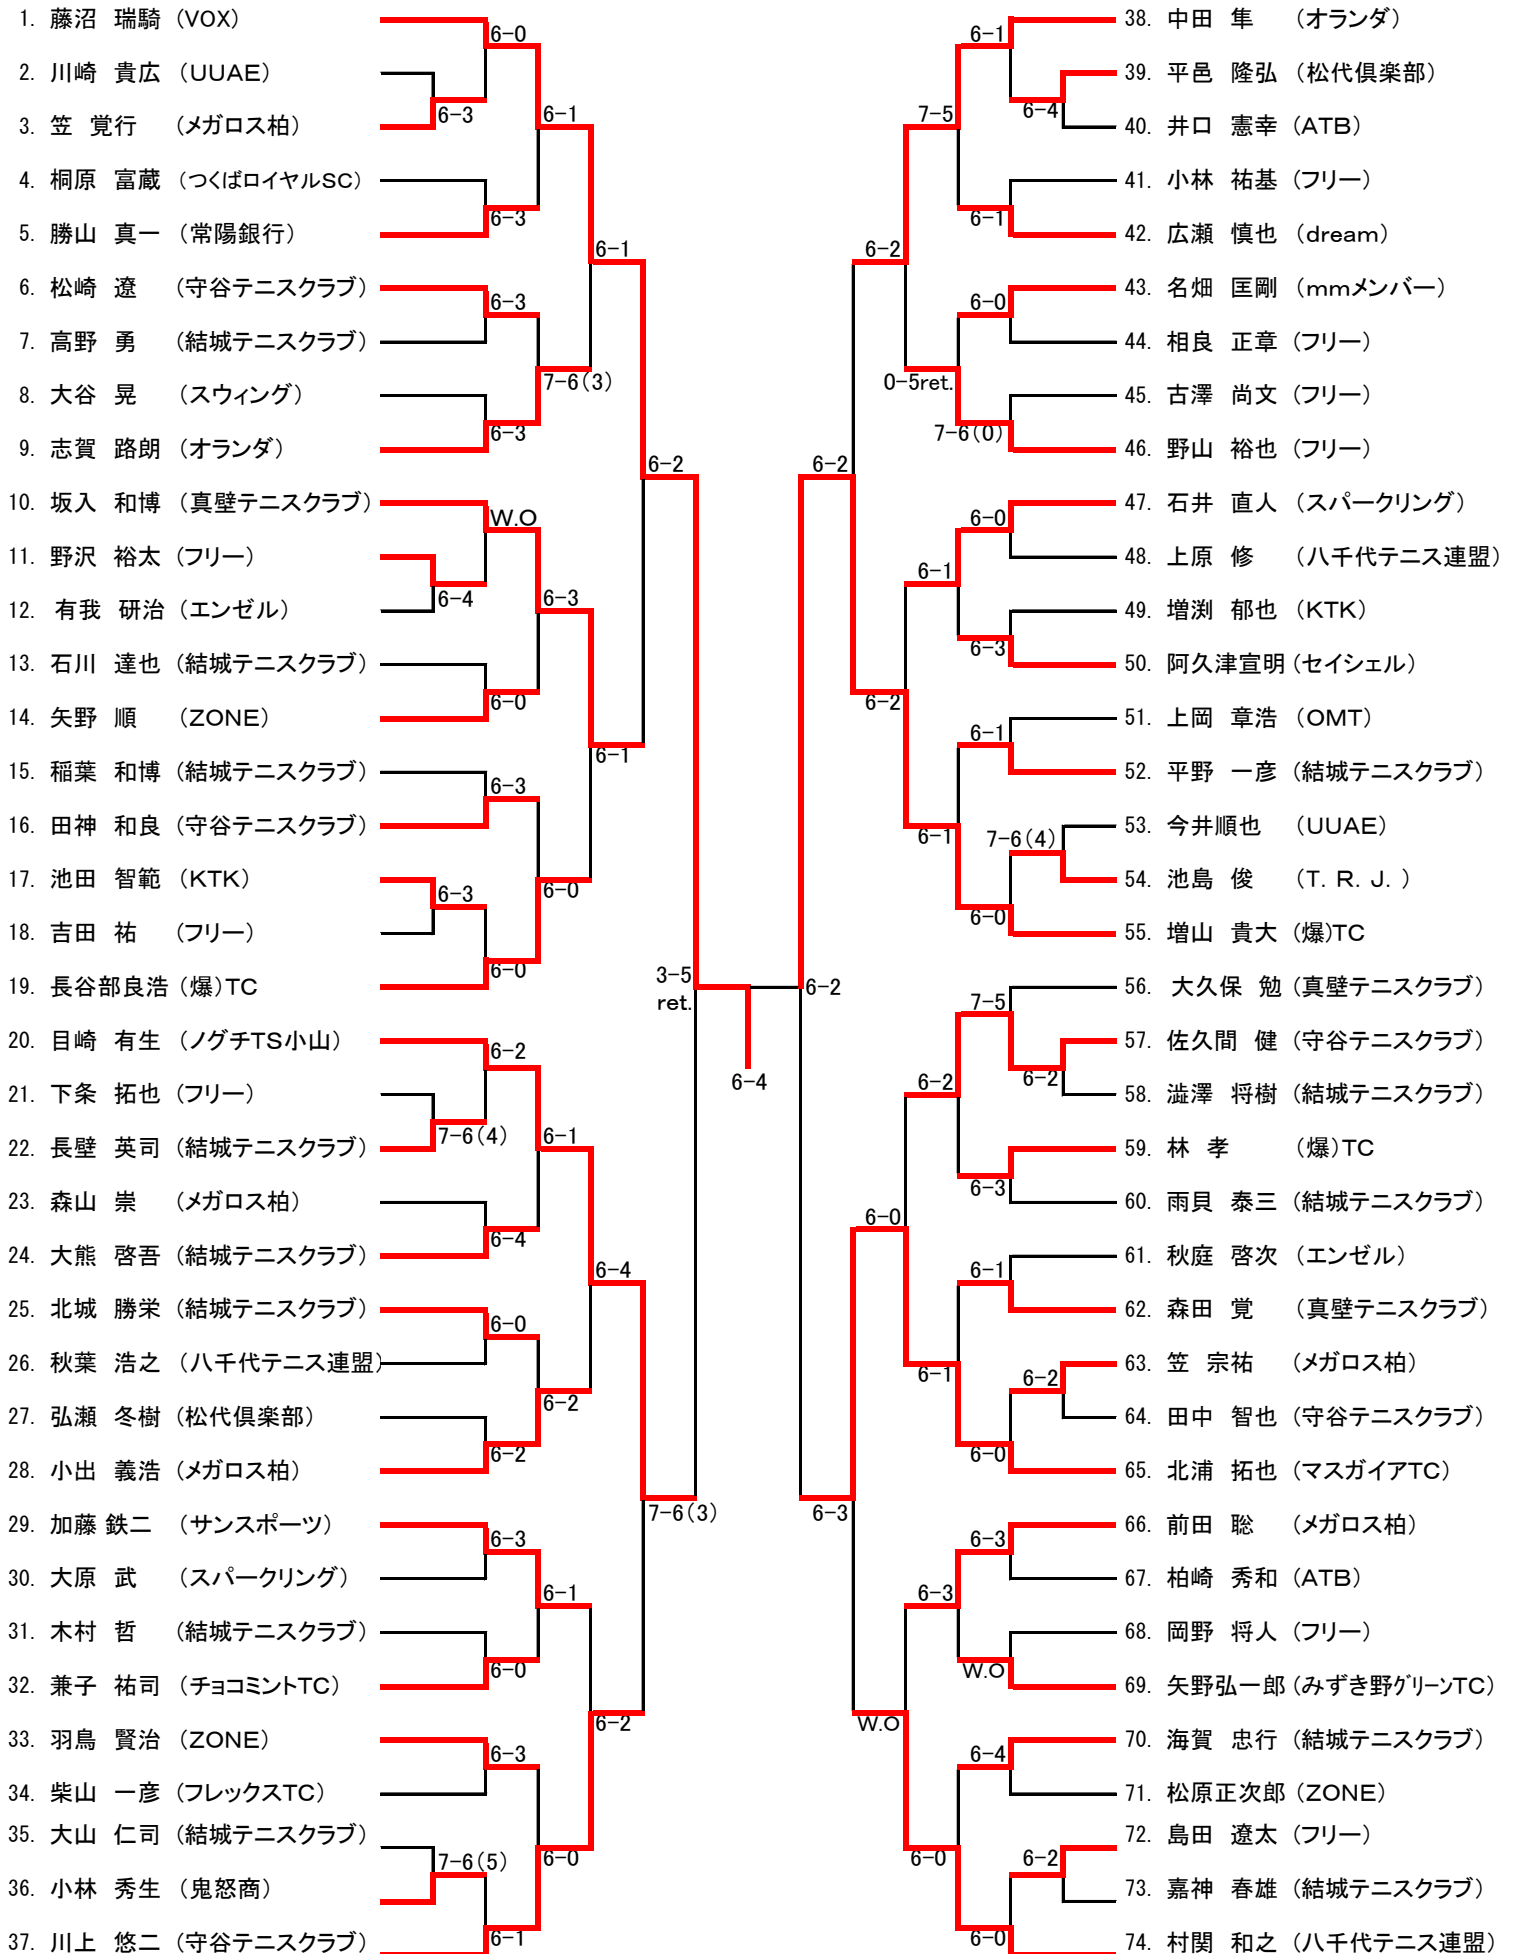 1. 藤沼 瑞騎 (VOX)
2. 川崎 貴広 (UUAE)
3. 笠 覚行 (メガロス柏)
4. 桐原 富蔵 (つくばロイヤルSC)
5. 勝山 真一 (常陽銀行)
6. 松崎 遼 (守谷テニスクラブ)
7. 高野 勇 (結城テニスクラブ)
8. 大谷 晃 (スウィング)
9. 志賀 路朗 (オランダ)
10. 坂入 和博 (真壁テニスクラブ)
11. 野沢 裕太 (フリー)
12. 有我 研治 (エンゼル)
13. 石川 達也 (結城テニスクラブ)
14. 矢野 順 (ZONE)
15. 稲葉 和博 (結城テニスクラブ)
16. 田神 和良 (守谷テニスクラブ)
17. 池田 智範 (KTK)
18. 吉田 祐 (フリー)
19. 長谷部良浩 (爆)TC
20. 目崎 有生 (ノグチTS小山)
21. 下条 拓也 (フリー)
22. 長壁 英司 (結城テニスクラブ)
23. 森山 崇 (メガロス柏)
24. 大熊 啓吾 (結城テニスクラブ)
25. 北城 勝栄 (結城テニスクラブ)
26. 秋葉 浩之 (八千代テニス連盟)
27. 弘瀬 冬樹 (松代倶楽部)
28. 小出 義浩 (メガロス柏)
29. 加藤 鉄二 (サンスポーツ)
30. 大原 武 (スパークリング)
31. 木村 哲 (結城テニスクラブ)
32. 兼子 祐司 (チョコミントTC)
33. 羽鳥 賢治 (ZONE)
34. 柴山 一彦 (フレックスTC)
35. 大山 仁司 (結城テニスクラブ)
36. 小林 秀生 (鬼怒商)
37. 川上 悠二 (守谷テニスクラブ)
6-3
6-4
6-3
7-6(4)
7-6(5)
6-0
6-3
6-3
6-3
W.O
6-0
6-3
6-0
6-2
6-4
6-0
6-2
6-3
6-0
6-3
6-1
6-1
7-6(3)
6-3
6-0
6-1
6-2
6-1
6-0
6-1
6-1
6-4
6-2
6-2
7-6(3)
3-5
ret.
6-4
6-2
6-2
6-3
6-2
6-2
6-0
W.O
7-5
0-5ret.
6-1
6-1
6-2
6-1
6-3
6-0
6-1
6-1
6-0
7-6(0)
6-0
6-3
6-1
6-0
7-5
6-3
6-1
6-0
6-3
W.O
6-4
6-0
6-4
7-6(4)
6-2
6-2
6-2
38. 中田 隼 (オランダ)
39. 平邑 隆弘 (松代倶楽部)
40. 井口 憲幸 (ATB)
41. 小林 祐基 (フリー)
42. 広瀬 慎也 (dream)
43. 名畑 匡剛 (mmメンバー)
44. 相良 正章 (フリー)
45. 古澤 尚文 (フリー)
46. 野山 裕也 (フリー)
47. 石井 直人 (スパークリング)
48. 上原 修 (八千代テニス連盟)
49. 増渕 郁也 (KTK)
50. 阿久津宣明 (セイシェル)
51. 上岡 章浩 (OMT)
52. 平野 一彦 (結城テニスクラブ)
53. 今井順也 (UUAE)
54. 池島 俊 (T. R. J. )
55. 増山 貴大 (爆)TC
56. 大久保 勉 (真壁テニスクラブ)
57. 佐久間 健 (守谷テニスクラブ)
58. 澁澤 将樹 (結城テニスクラブ)
59. 林 孝 (爆)TC
60. 雨貝 泰三 (結城テニスクラブ)
61. 秋庭 啓次 (エンゼル)
62. 森田 覚 (真壁テニスクラブ)
63. 笠 宗祐 (メガロス柏)
64. 田中 智也 (守谷テニスクラブ)
65. 北浦 拓也 (マスガイアTC)
66. 前田 聡 (メガロス柏)
67. 柏崎 秀和 (ATB)
68. 岡野 将人 (フリー)
69. 矢野弘一郎 (みずき野グリーンTC)
70. 海賀 忠行 (結城テニスクラブ)
71. 松原正次郎 (ZONE)
72. 島田 遼太 (フリー)
73. 嘉神 春雄 (結城テニスクラブ)
74. 村関 和之 (八千代テニス連盟)